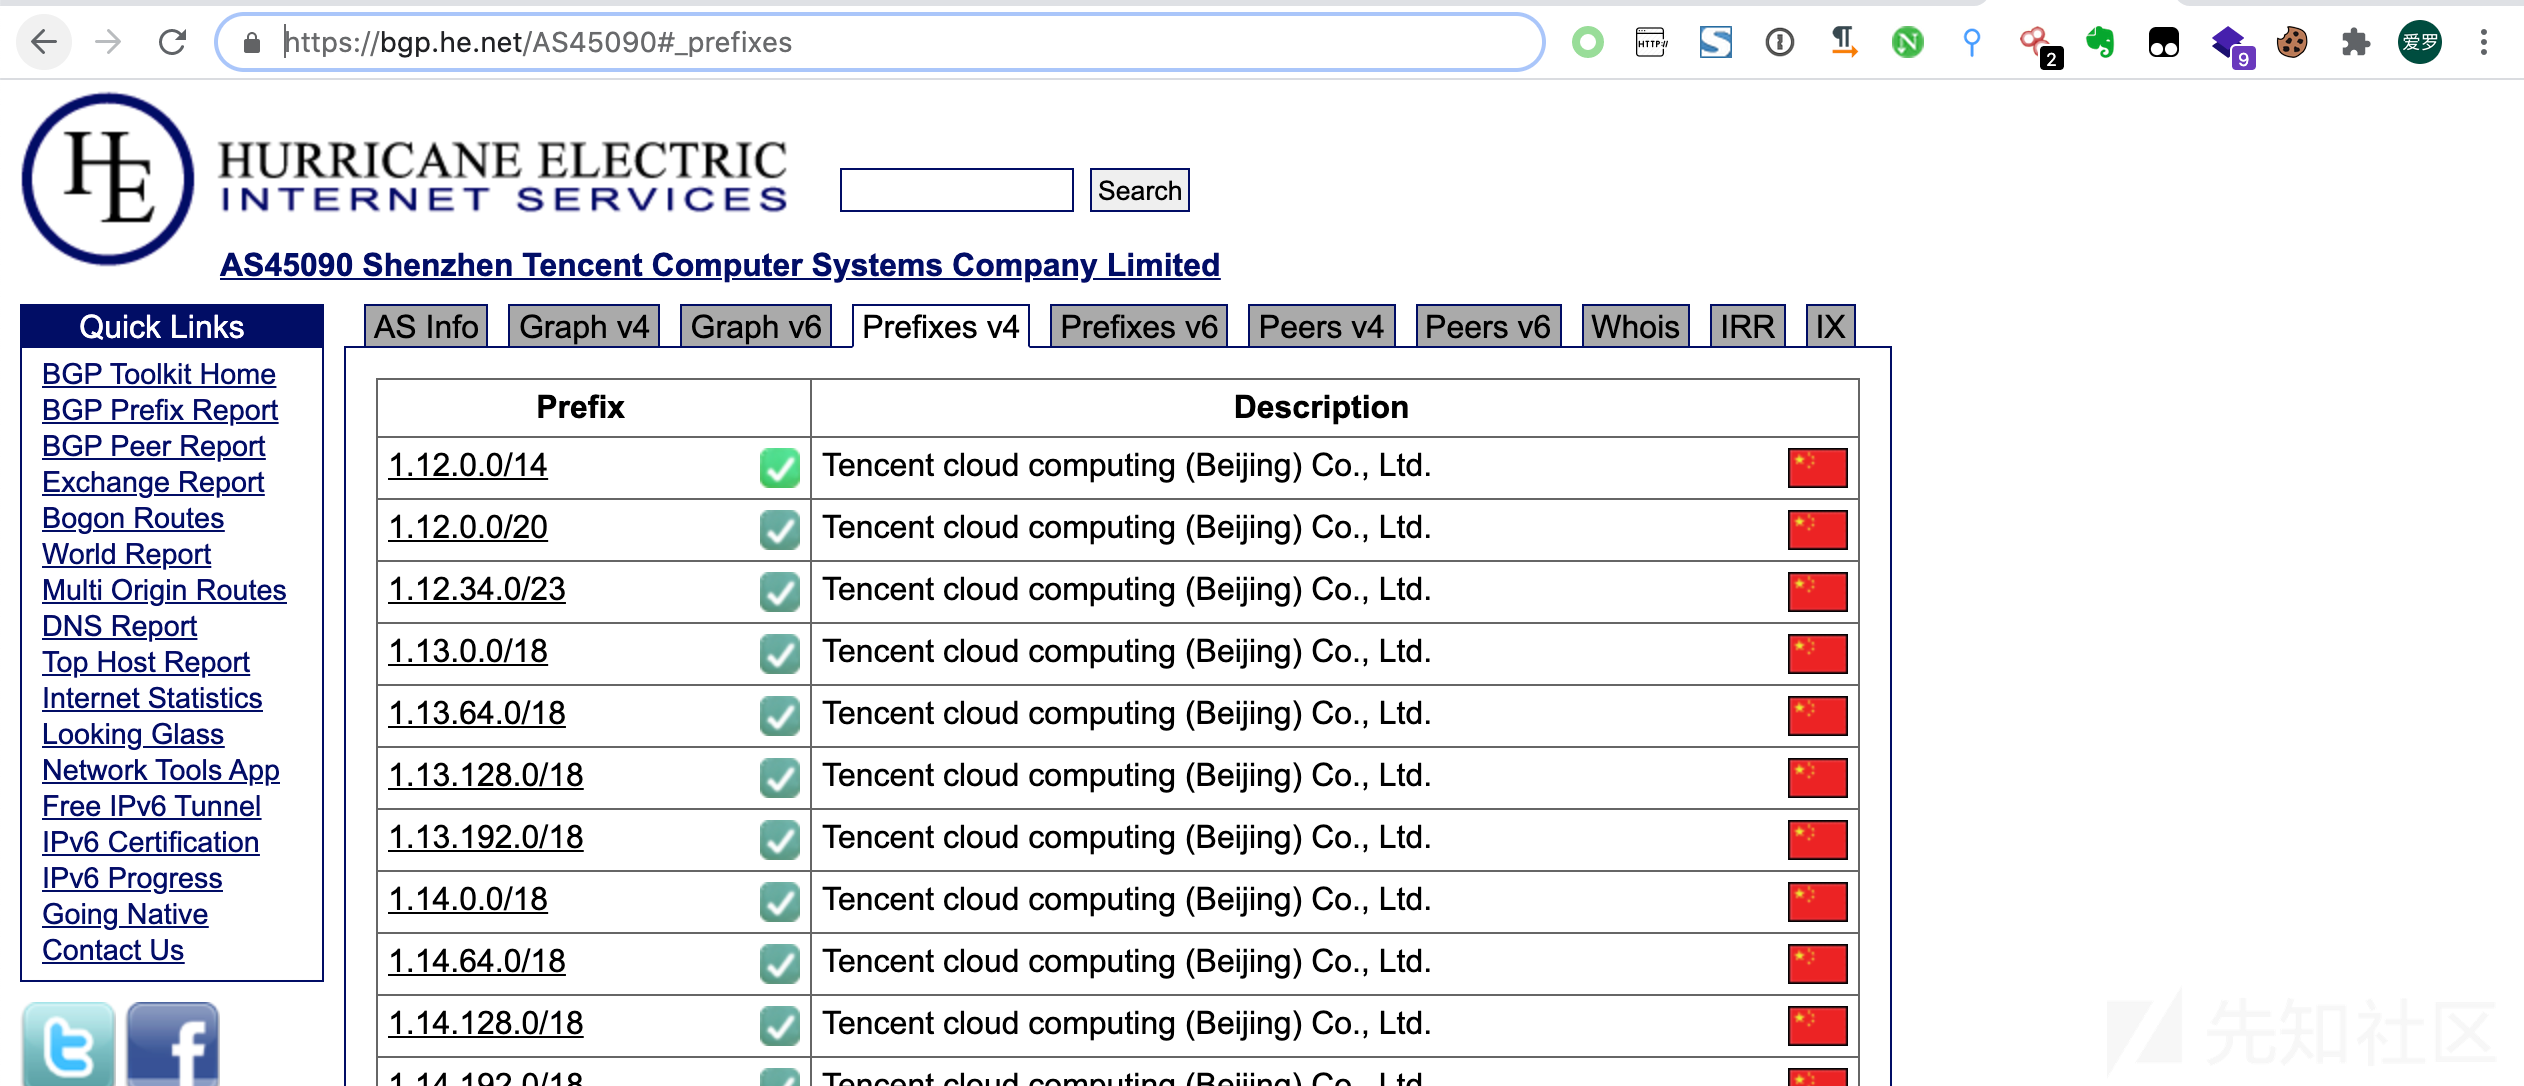 https://bgp.he.net/AS45090#_prefixes
HTTP://
2
9
爱罗
HE
HURRICANE ELECTRIC
INTERNET SERVICES
Search
AS45090 Shenzhen Tencent Computer Systems Company Limited
Quick Links
BGP Toolkit Home
BGP Prefix Report
BGP Peer Report
Exchange Report
Bogon Routes
World Report
Multi Origin Routes
DNS Report
Top Host Report
Internet Statistics
Looking Glass
Network Tools App
Free IPv6 Tunnel
IPv6 Certification
IPv6 Progress
Going Native
Contact Us
AS Info Graph v4 Graph v6 Prefixes v4 Prefixes v6 Peers v4 Peers v6 Whois IRR IX
Prefix Description
1.12.0.0/14 Tencent cloud computing (Beijing) Co., Ltd.
1.12.0.0/20 Tencent cloud computing (Beijing) Co., Ltd.
1.12.34.0/23 Tencent cloud computing (Beijing) Co., Ltd.
1.13.0.0/18 Tencent cloud computing (Beijing) Co., Ltd.
1.13.64.0/18 Tencent cloud computing (Beijing) Co., Ltd.
1.13.128.0/18 Tencent cloud computing (Beijing) Co., Ltd.
1.13.192.0/18 Tencent cloud computing (Beijing) Co., Ltd.
1.14.0.0/18 Tencent cloud computing (Beijing) Co., Ltd.
1.14.64.0/18 Tencent cloud computing (Beijing) Co., Ltd.
1.14.128.0/18 Tencent cloud computing (Beijing) Co., Ltd.
1.14.192.0/18 Tencent cloud computing (Beijing) Co., Ltd.
先知社区